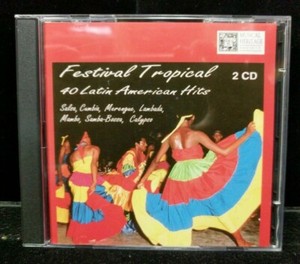 Festival Tropical
2 CD
40 Latin American Hits
Salsa, Cumbia, Merengue, Lambada,
Mambo, Samba-Bossa, Calypso